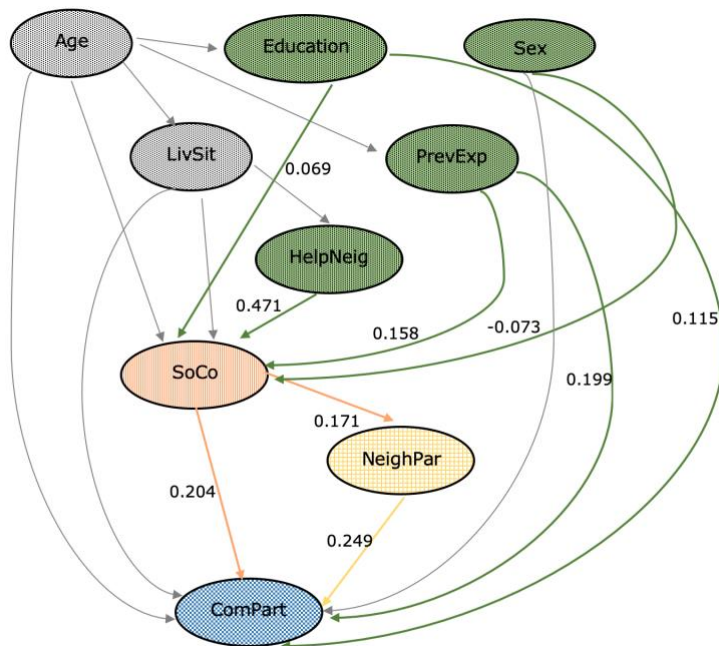 Age
Education
Sex
LivSit
PrevExp
0.069
HelpNeig
0.471
0.158
-0.073
0.115
SoCo
0.199
0.171
NeighPar
0.204
0.249
ComPart